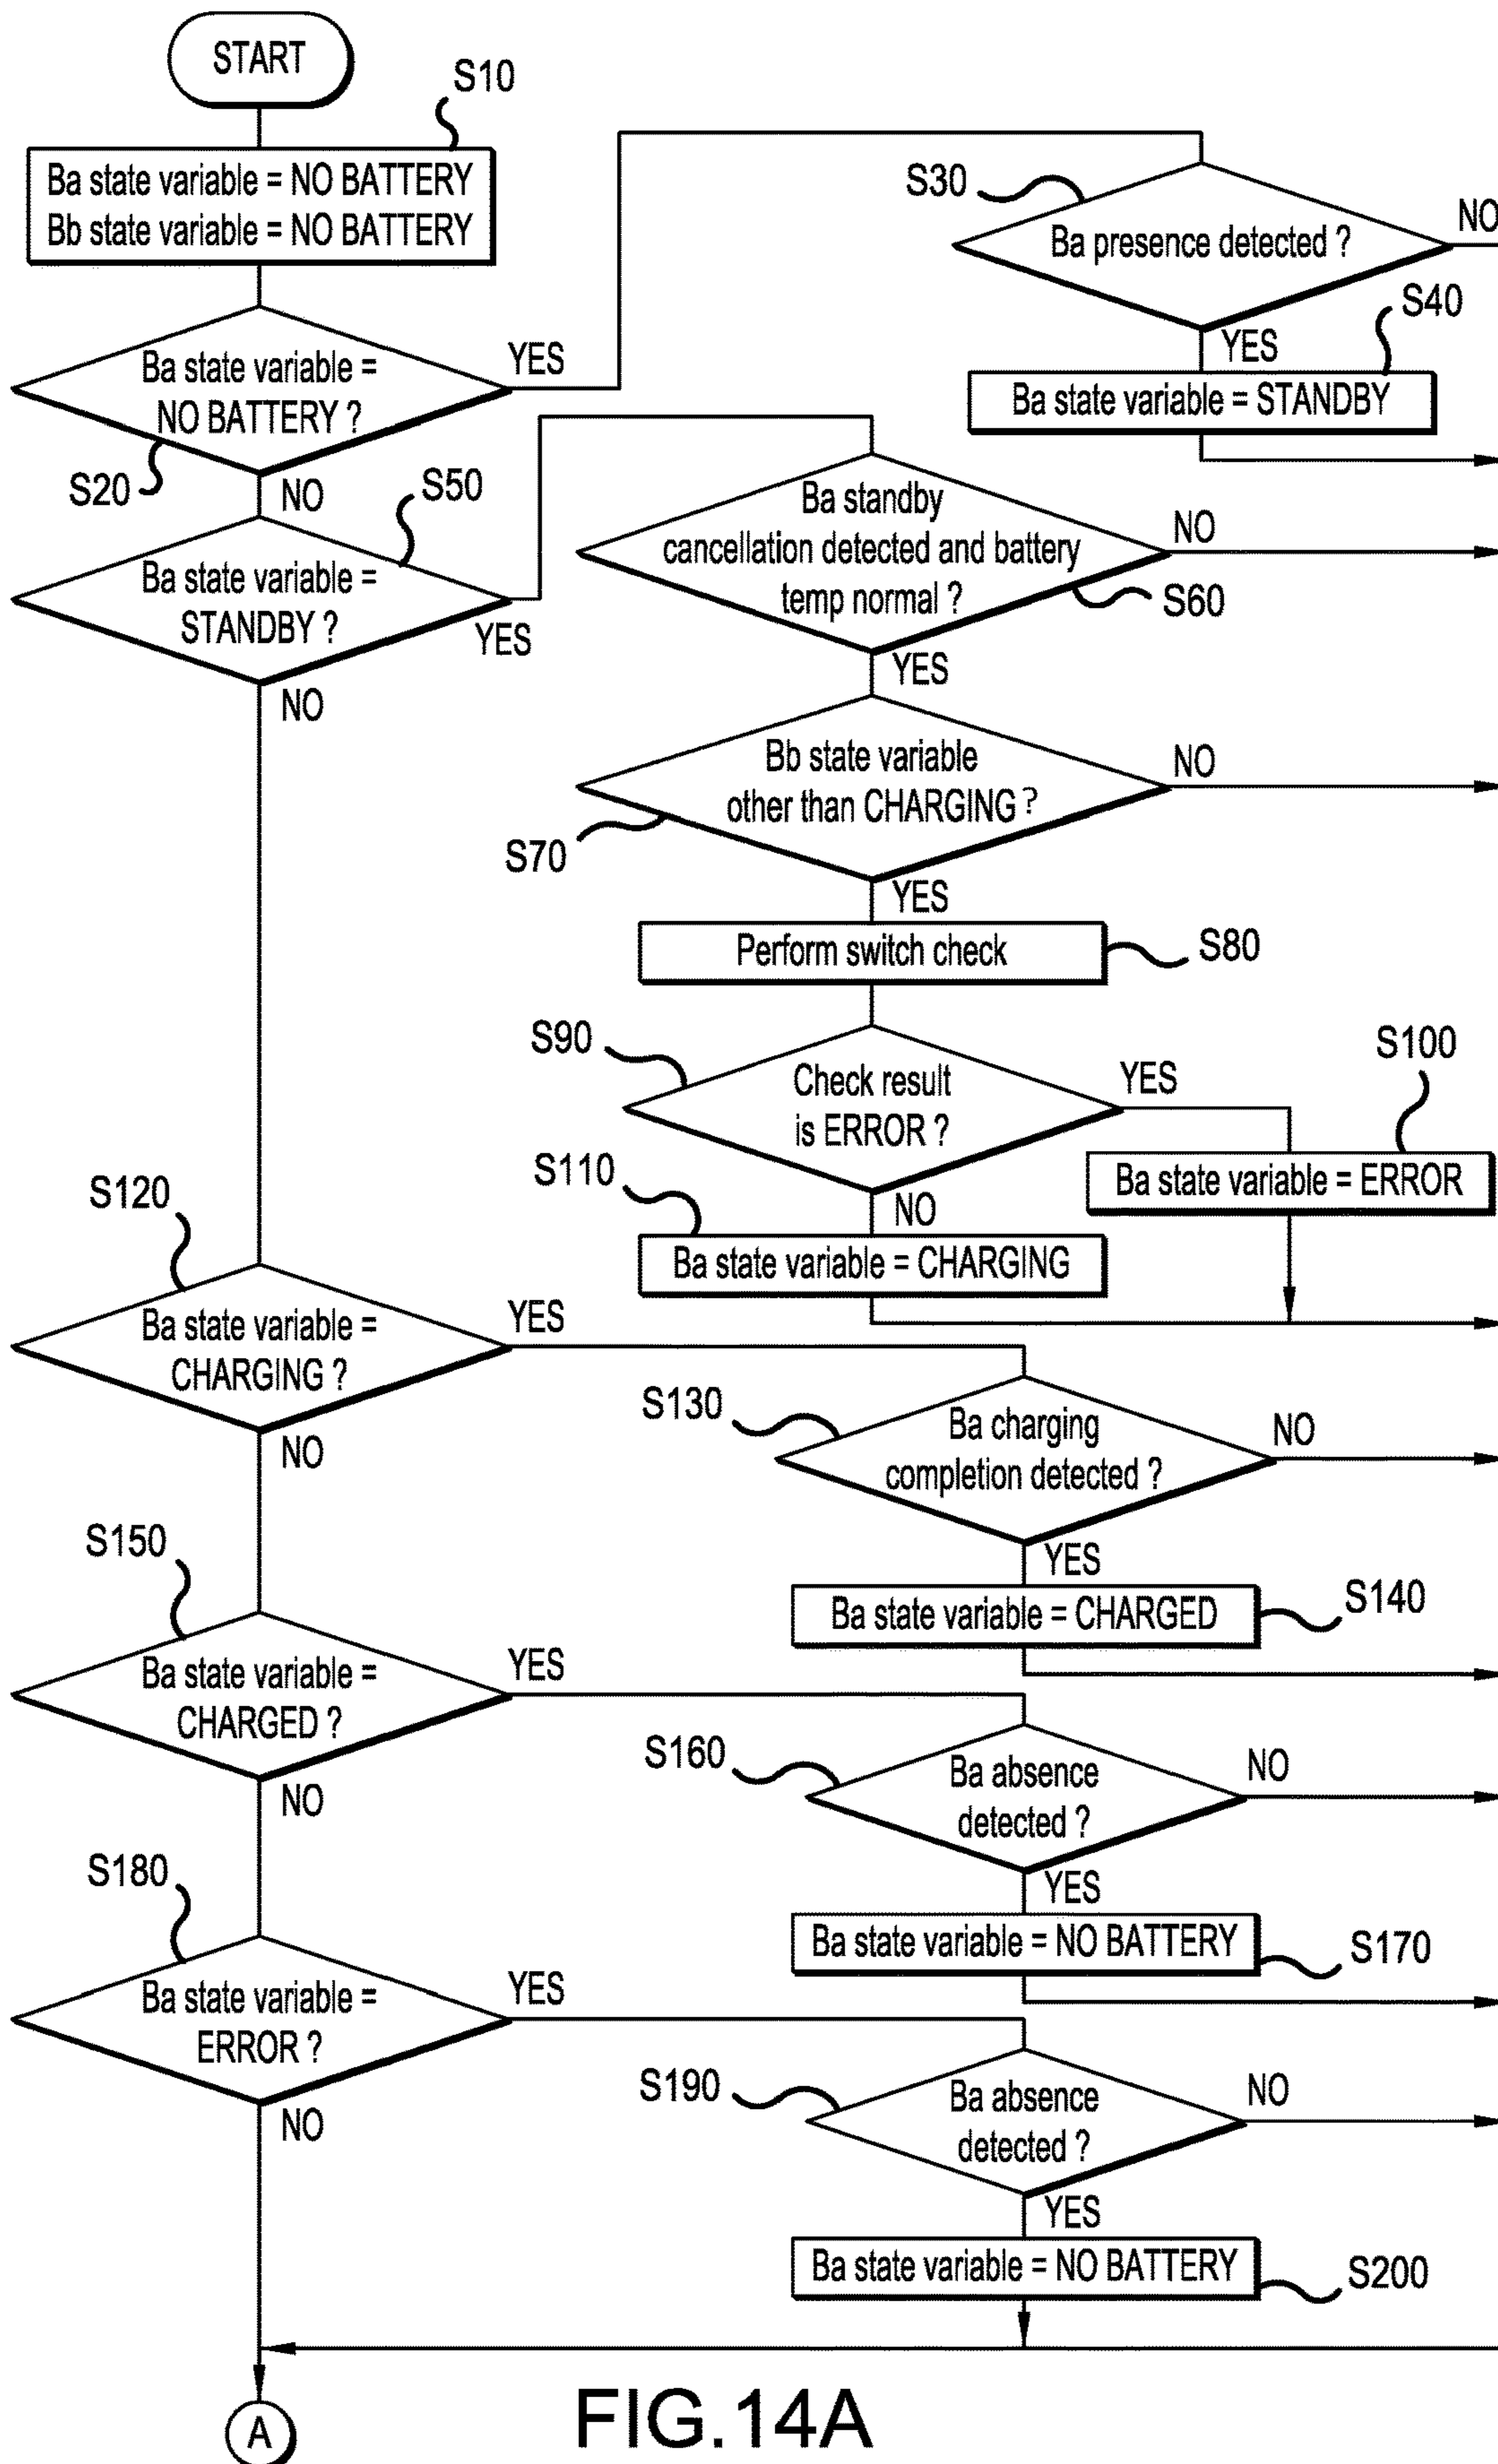 START
S10
Ba state variable = NO BATTERY
Bb state variable = NO BATTERY
S30
Ba presence detected ?
NO
S40
YES
Ba state variable = STANDBY
Ba state variable =
NO BATTERY ?
YES
S20
NO
S50
Ba state variable =
STANDBY ?
YES
NO
Ba standby
cancellation detected and battery
temp normal ?
NO
S60
YES
Bb state variable
other than CHARGING ?
NO
S70
YES
Perform switch check
S80
S90
Check result
is ERROR ?
YES
S100
Ba state variable = ERROR
S110
NO
Ba state variable = CHARGING
S120
Ba state variable =
CHARGING ?
YES
NO
S130
Ba charging
completion detected ?
NO
YES
Ba state variable = CHARGED
S140
S150
Ba state variable =
CHARGED ?
YES
NO
S160
Ba absence
detected ?
NO
YES
Ba state variable = NO BATTERY
S170
S180
Ba state variable =
ERROR ?
YES
NO
S190
Ba absence
detected ?
NO
YES
Ba state variable = NO BATTERY
S200
A
FIG.14A